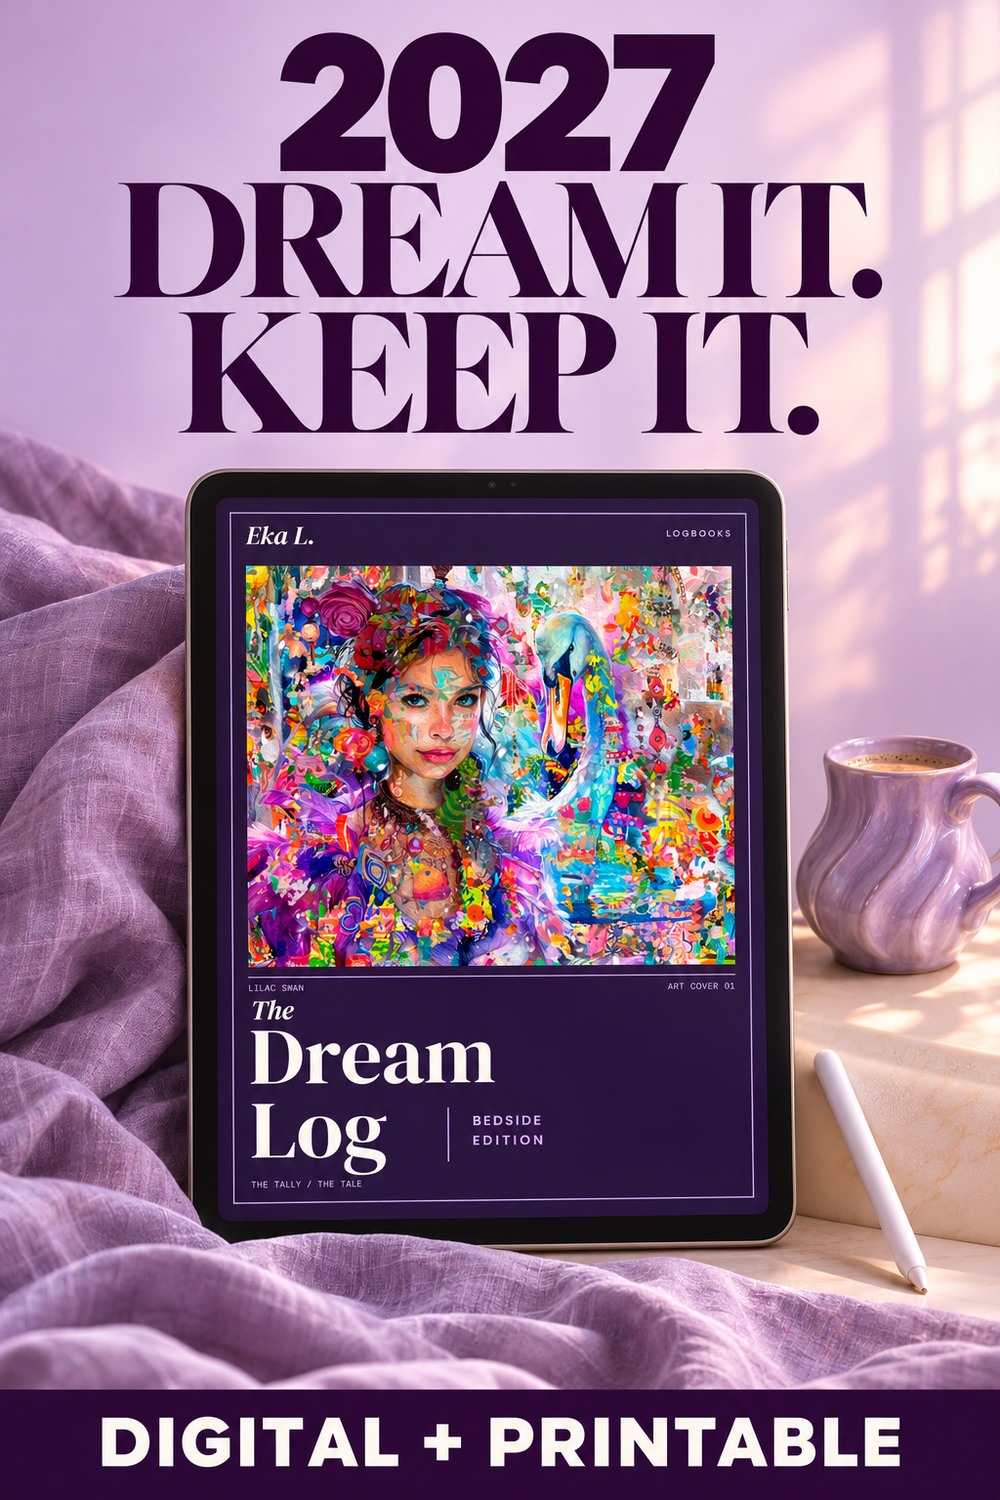 2027
DREAM IT.
KEEP IT.
Eka L.
LOGBOOKS
LILAC SWAN
ART COVER 01
The
Dream
Log
BEDSIDE
EDITION
THE TALLY / THE TALE
DIGITAL + PRINTABLE